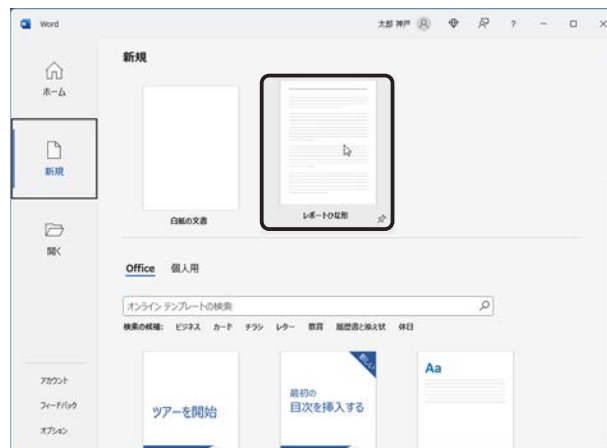 Word
太郎 神戸
?
ホーム
新規
開く
アカウント
フィードバック
オプション
新規
白紙の文書
レポートひな形
Office 個人用
オンライン テンプレートの検索
検索の候補: ビジネス カード チラシ レター 教育 履歴書と添え状 休日
ツアーを開始
新しい
最初の
目次を挿入する
Aa